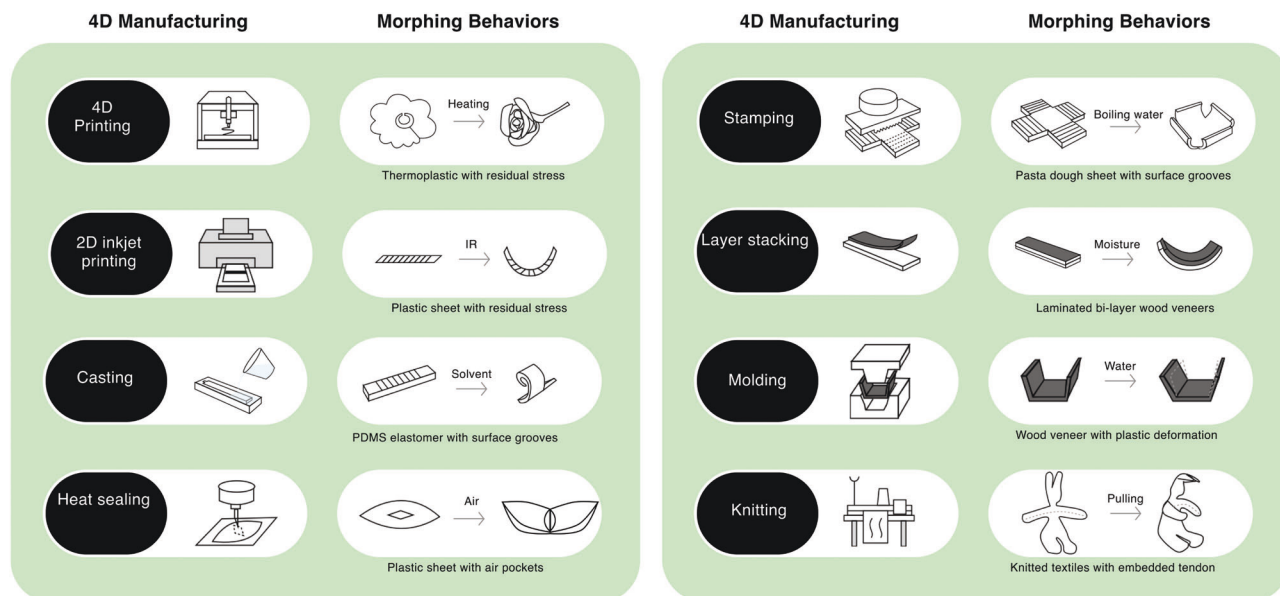 4D Manufacturing
Morphing Behaviors
4D
Printing
Heating
Thermoplastic with residual stress
2D inkjet
printing
IR
Plastic sheet with residual stress
Casting
Solvent
PDMS elastomer with surface grooves
Heat sealing
Air
Plastic sheet with air pockets
4D Manufacturing
Morphing Behaviors
Stamping
Boiling water
Pasta dough sheet with surface grooves
Layer stacking
Moisture
Laminated bi-layer wood veneers
Molding
Water
Wood veneer with plastic deformation
Knitting
Pulling
Knitted textiles with embedded tendon